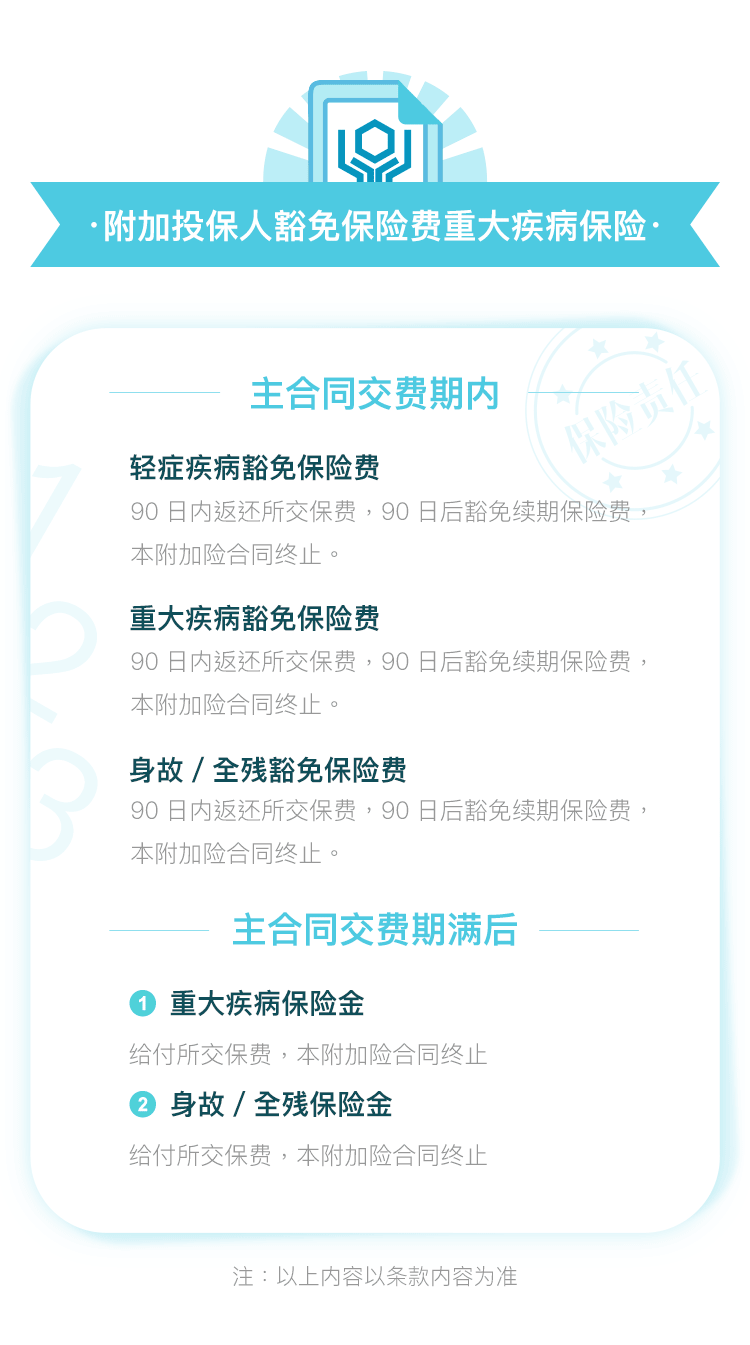 ·附加投保人豁免保险费重大疾病保险·
保险责任
主合同交费期内
1
轻症疾病豁免保险费
90 日内返还所交保费，90 日后豁免续期保险费，
本附加险合同终止。
2
重大疾病豁免保险费
90 日内返还所交保费，90 日后豁免续期保险费，
本附加险合同终止。
3
身故 / 全残豁免保险费
90 日内返还所交保费，90 日后豁免续期保险费，
本附加险合同终止。
主合同交费期满后
1 重大疾病保险金
给付所交保费，本附加险合同终止
2 身故 / 全残保险金
给付所交保费，本附加险合同终止
注：以上内容以条款内容为准